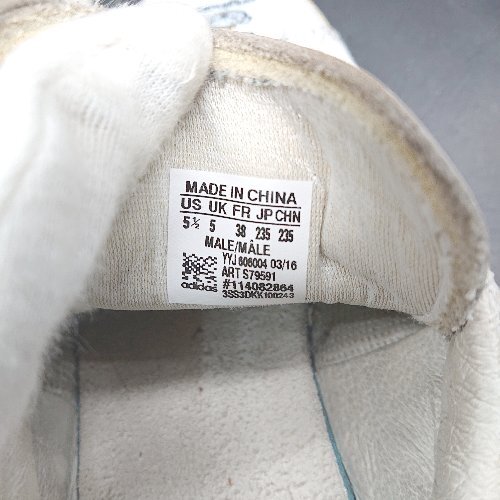 MADE IN CHINA
US UK FR JP CHN
5½ 5 38 235 235
MALE/MÂLE
YYJ 606004 03/16
ART S79591
adidas #114082864
3SS3DKK100243